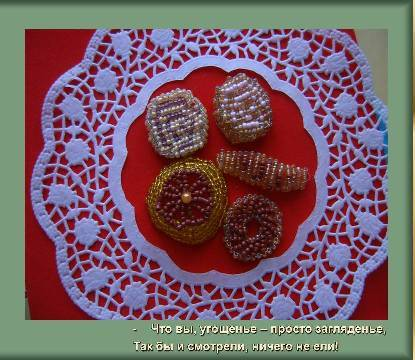 - Что вы, угощенье – просто загляденье,
Так бы и смотрели, ничего не ели!